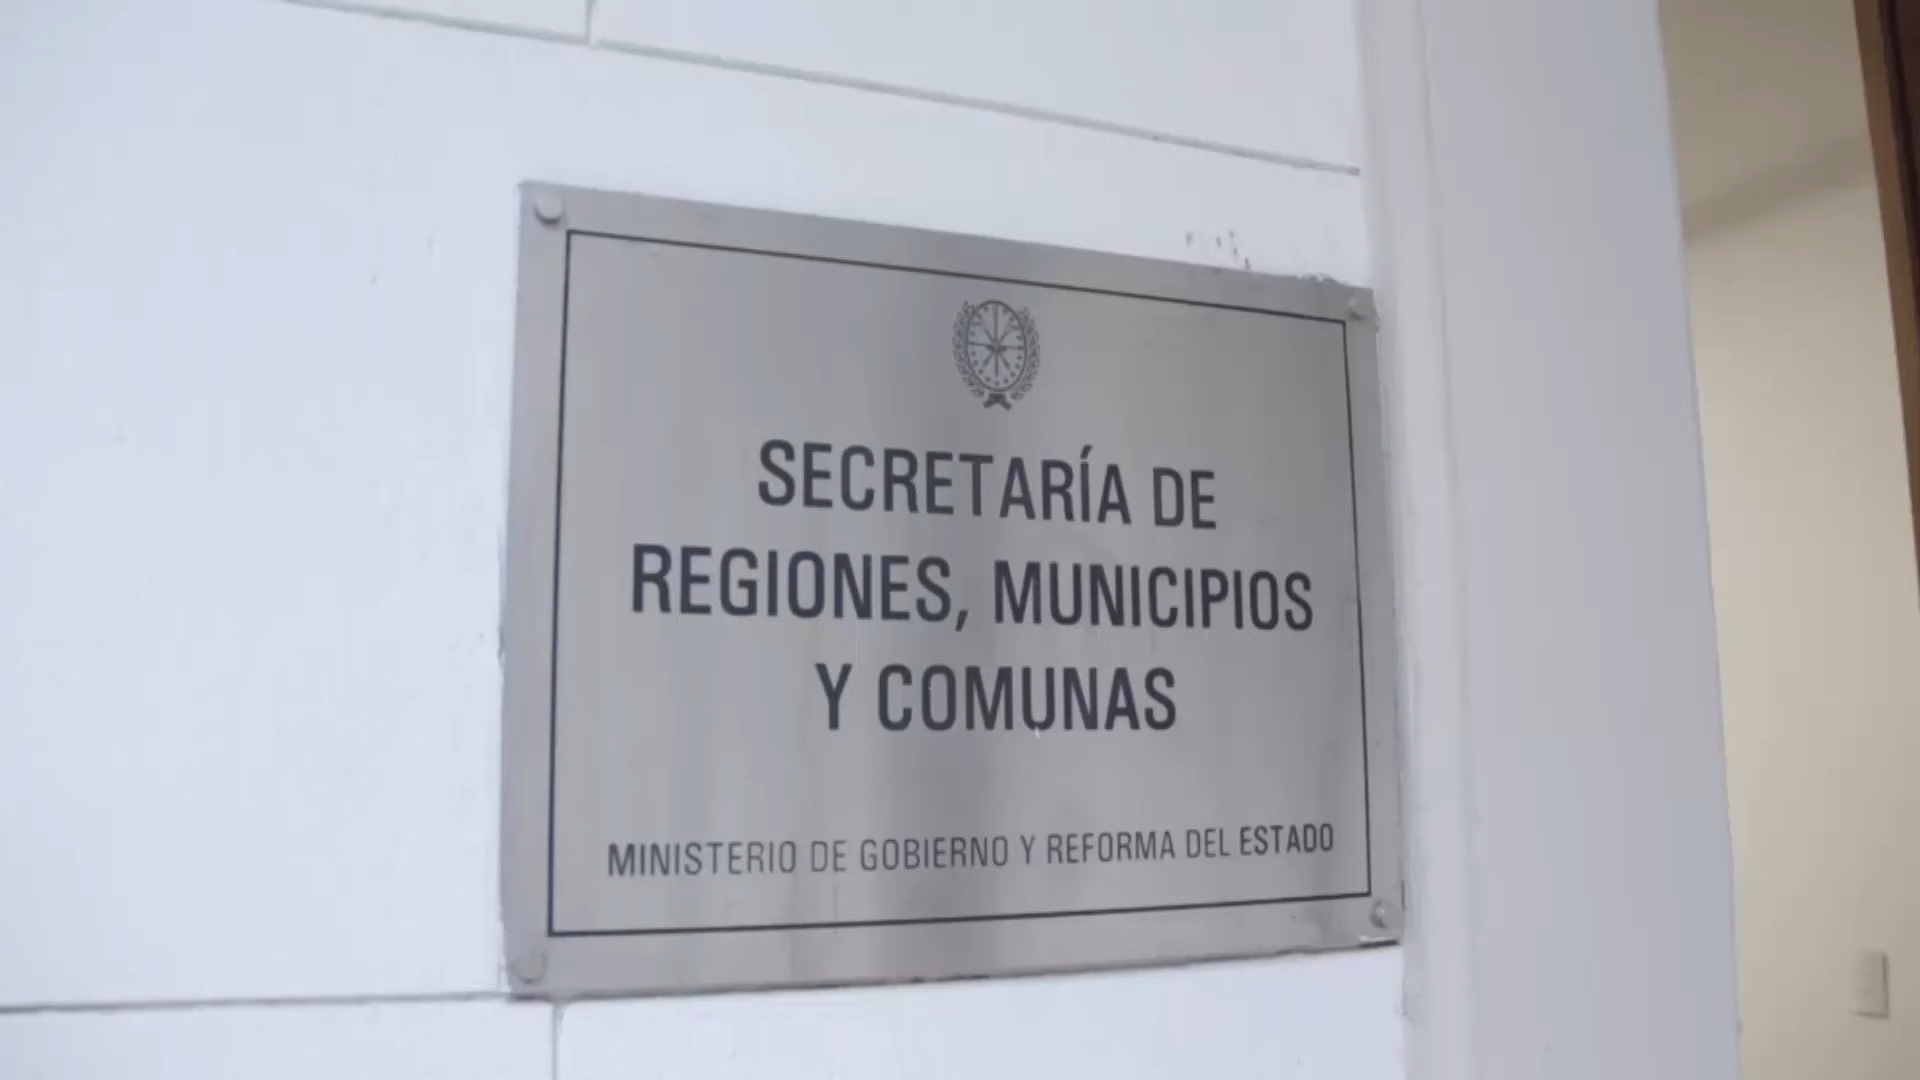 SECRETARÍA DE
REGIONES, MUNICIPIOS
Y COMUNAS
MINISTERIO DE GOBIERNO Y REFORMA DEL ESTADO